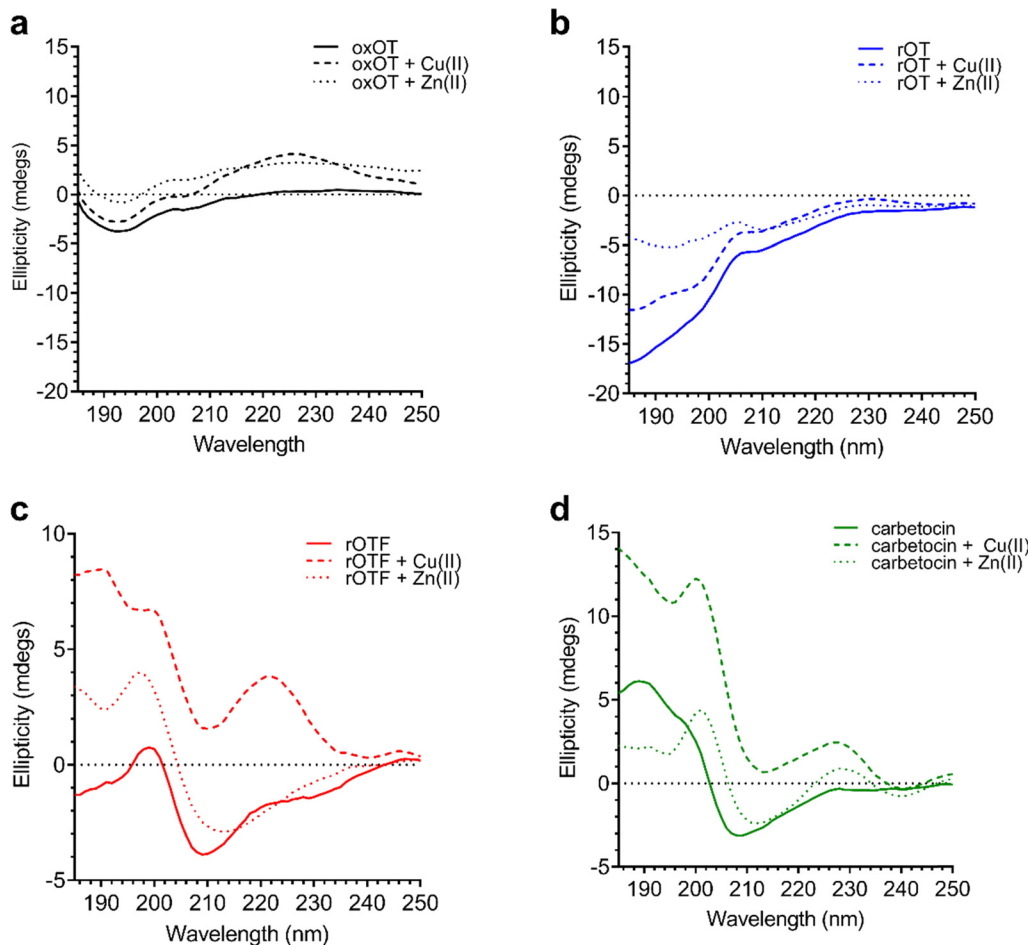 a
oxOT
oxOT + Cu(II)
oxOT + Zn(II)
15
10
5
0
-5
-10
-15
-20
Ellipticity (mdegs)
190 200 210 220 230 240 250
Wavelength
b
rOT
rOT + Cu(II)
rOT + Zn(II)
15
10
5
0
-5
-10
-15
-20
Ellipticity (mdegs)
190 200 210 220 230 240 250
Wavelength (nm)
c
rOTF
rOTF + Cu(II)
rOTF + Zn(II)
10
5
0
-5
Ellipticity (mdegs)
190 200 210 220 230 240 250
Wavelength (nm)
d
carbetocin
carbetocin + Cu(II)
carbetocin + Zn(II)
15
10
5
0
-5
Ellipticity (mdegs)
190 200 210 220 230 240 250
Wavelength (nm)